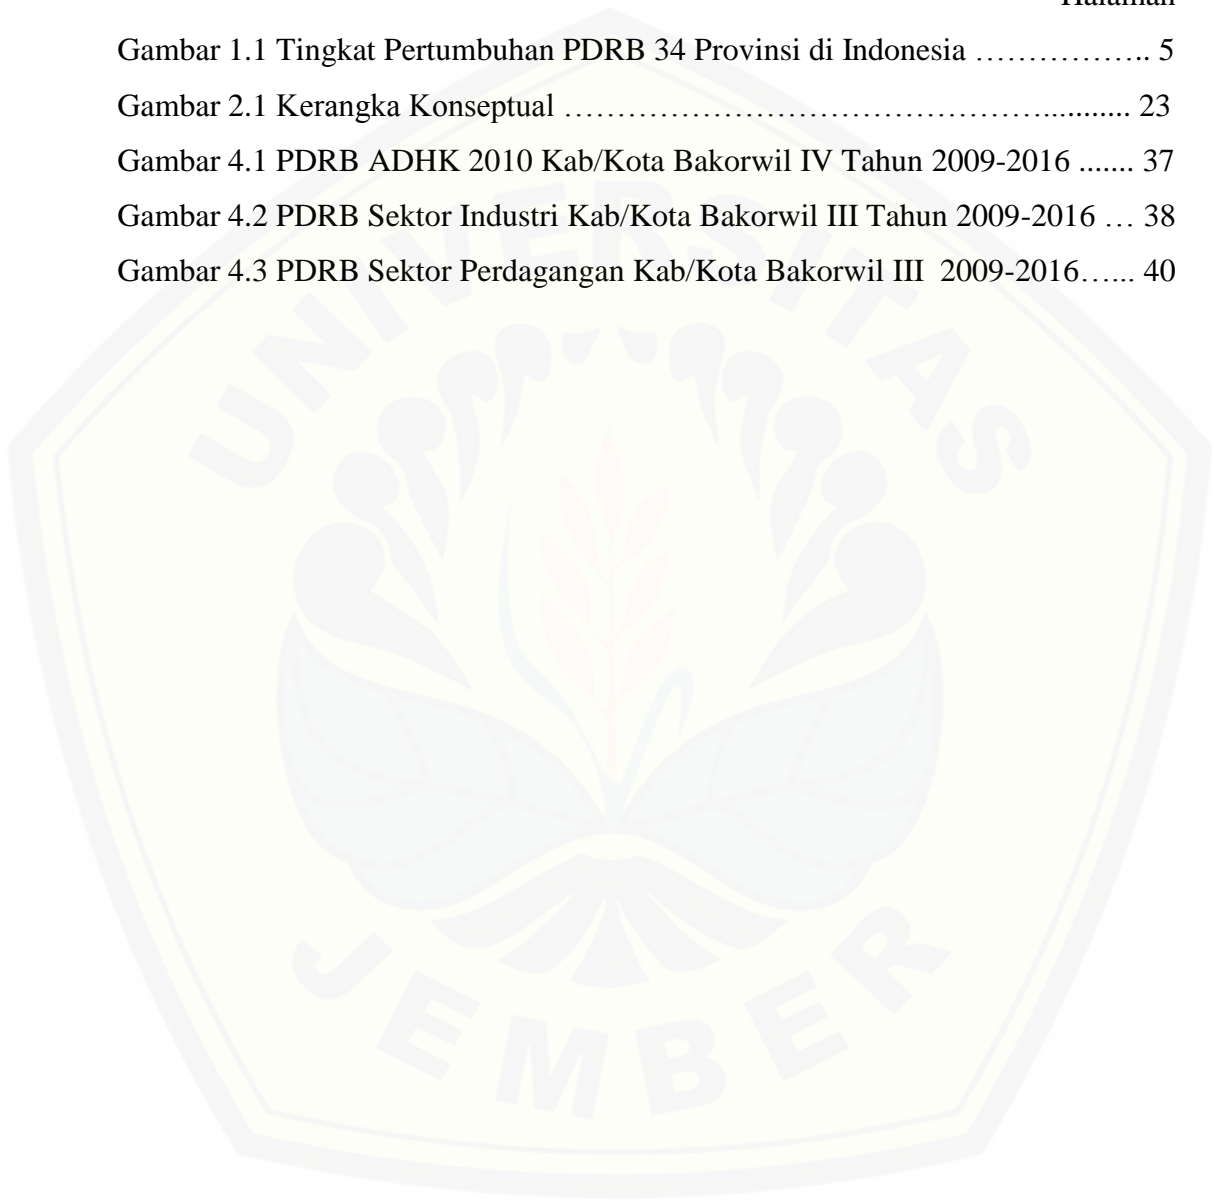 Halaman
Gambar 1.1 Tingkat Pertumbuhan PDRB 34 Provinsi di Indonesia …………….. 5
Gambar 2.1 Kerangka Konseptual ………………………………………........... 23
Gambar 4.1 PDRB ADHK 2010 Kab/Kota Bakorwil IV Tahun 2009-2016 ....... 37
Gambar 4.2 PDRB Sektor Industri Kab/Kota Bakorwil III Tahun 2009-2016 … 38
Gambar 4.3 PDRB Sektor Perdagangan Kab/Kota Bakorwil III  2009-2016…... 40
UNIVERSITAS
JEMBER